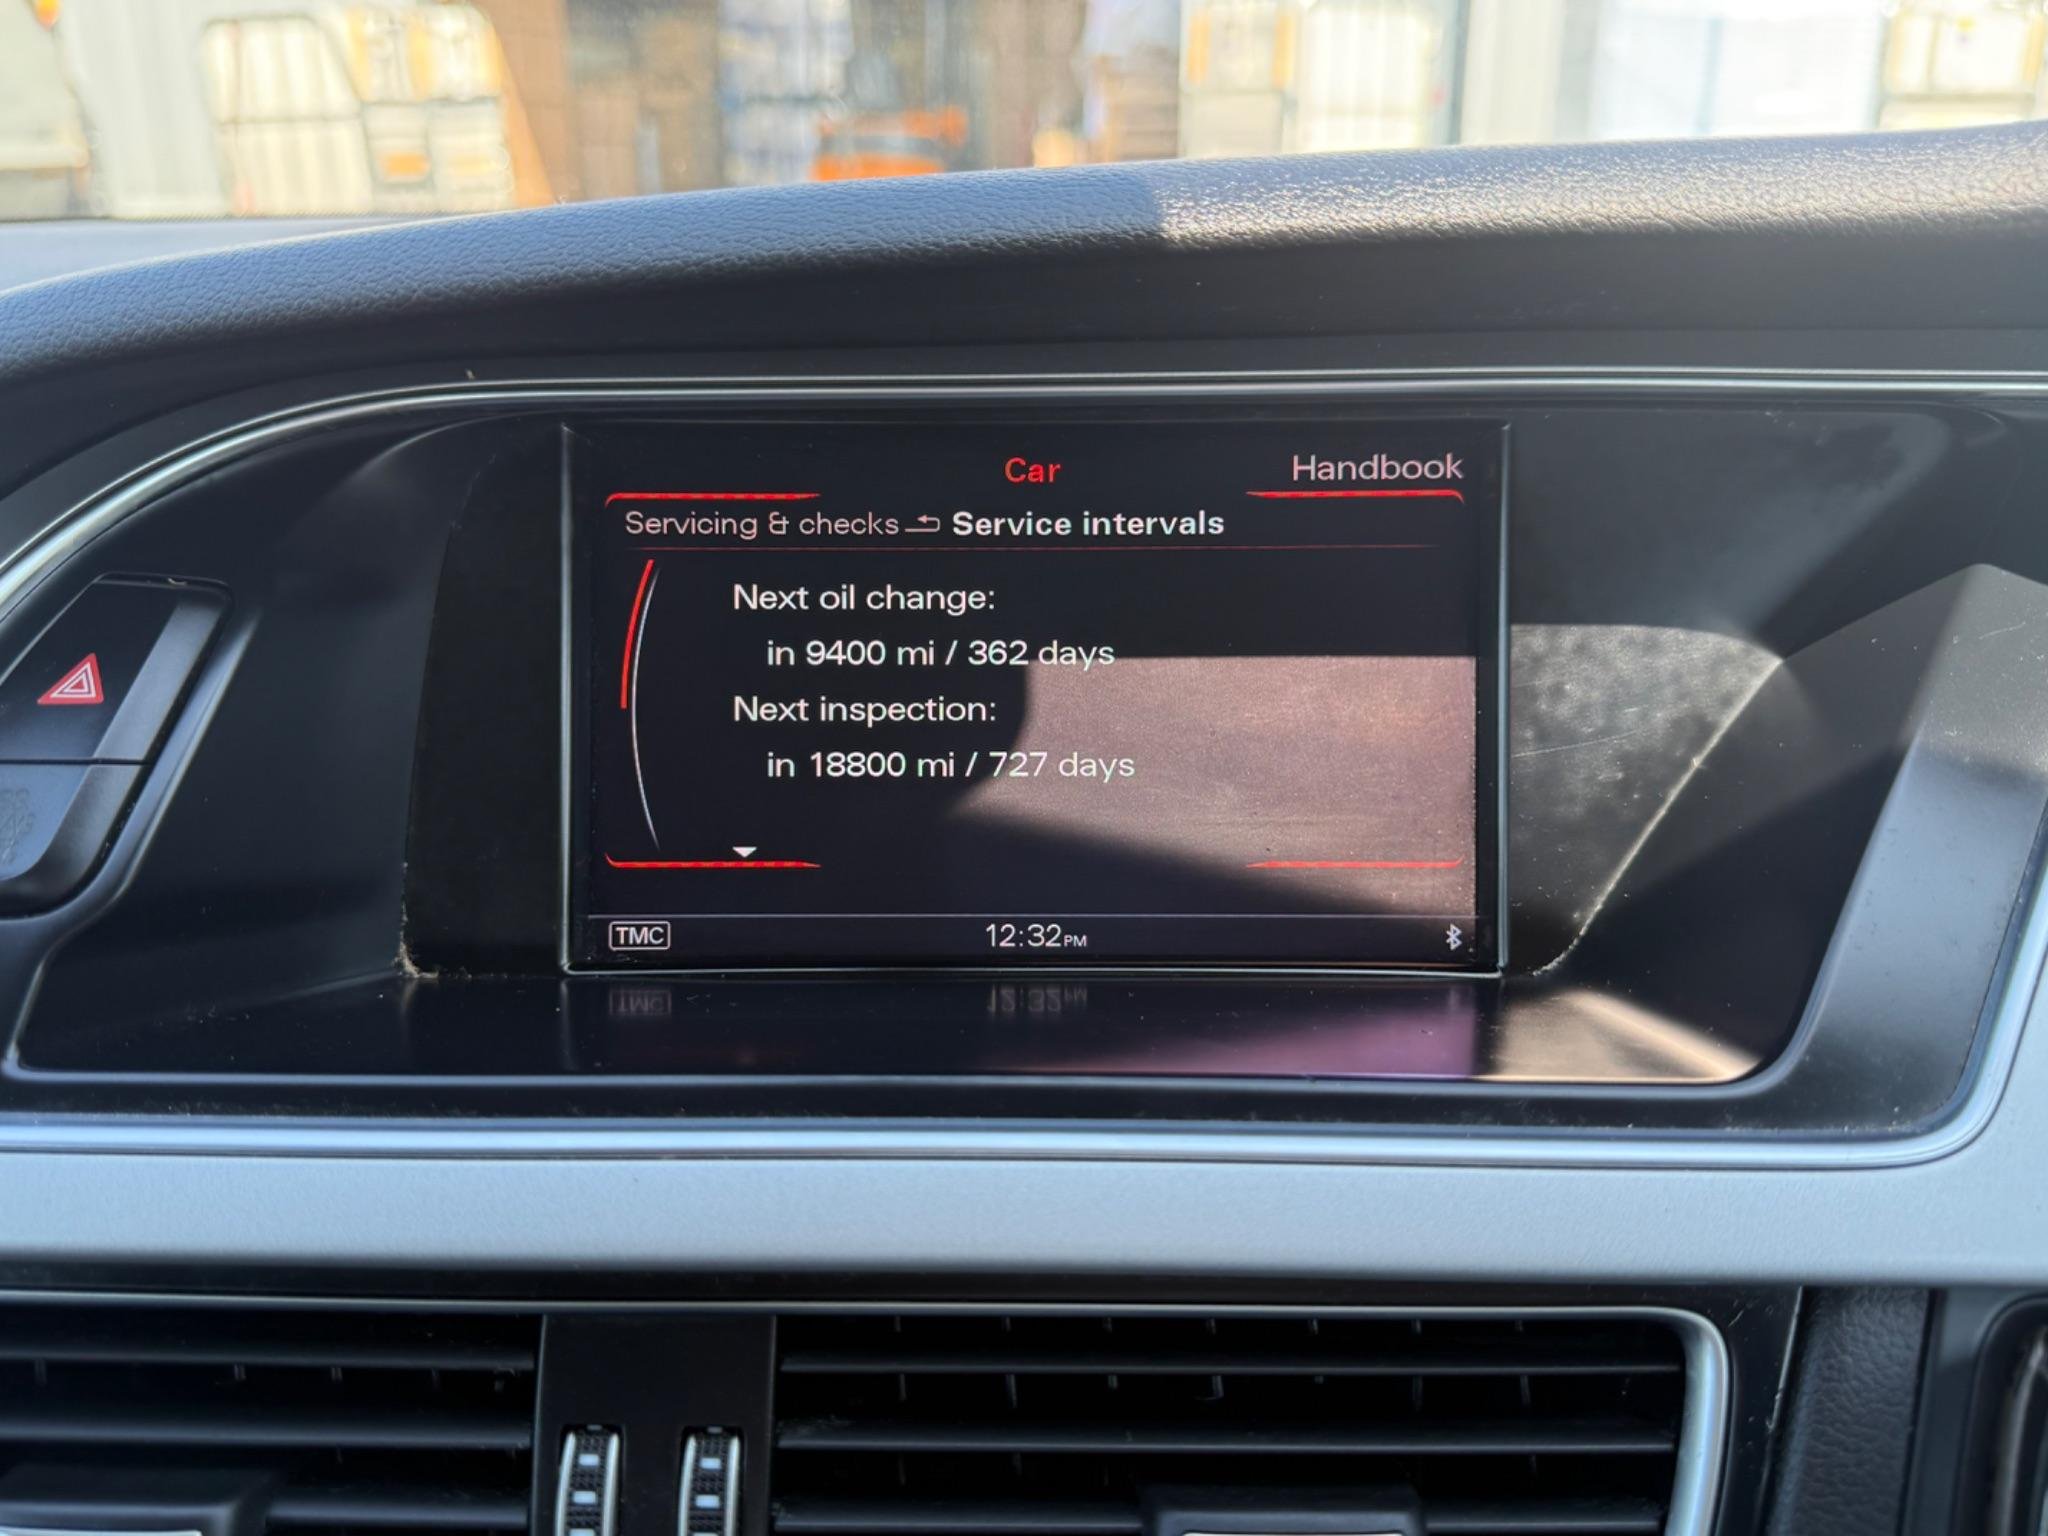 Car
Handbook
Servicing & checks Service intervals
Next oil change:
in 9400 mi / 362 days
Next inspection:
in 18800 mi / 727 days
TMC
12:32PM